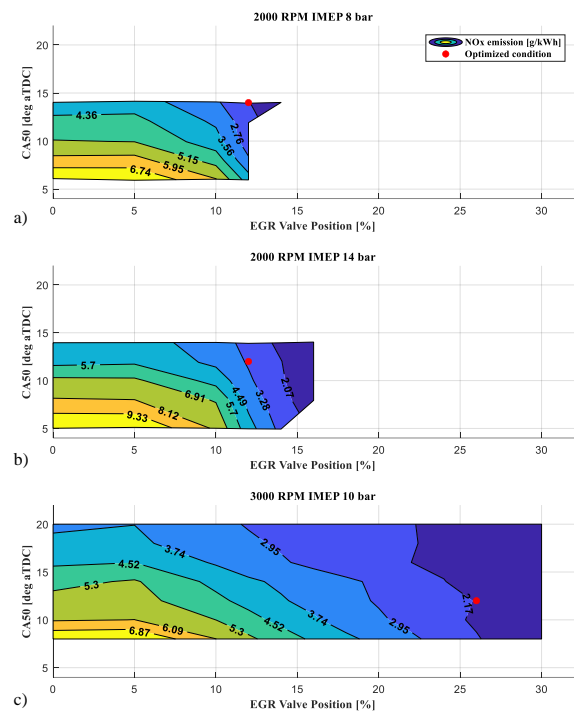 2000 RPM IMEP 8 bar
NOx emission [g/kWh]
Optimized condition
CA50 [deg aTDC]
20
15
10
5
4.36
2.76
3.56
5.15
5.95
6.74
0 5 10 15 20 25 30
a)
EGR Valve Position [%]
2000 RPM IMEP 14 bar
CA50 [deg aTDC]
20
15
10
5
5.7
6.91
4.49
3.28
2.07
5.7
8.12
9.33
0 5 10 15 20 25 30
b)
EGR Valve Position [%]
3000 RPM IMEP 10 bar
CA50 [deg aTDC]
20
15
10
5
3.74
2.95
4.52
5.3
2.17
3.74
4.52
2.95
5.3
6.09
6.87
0 5 10 15 20 25 30
c)
EGR Valve Position [%]